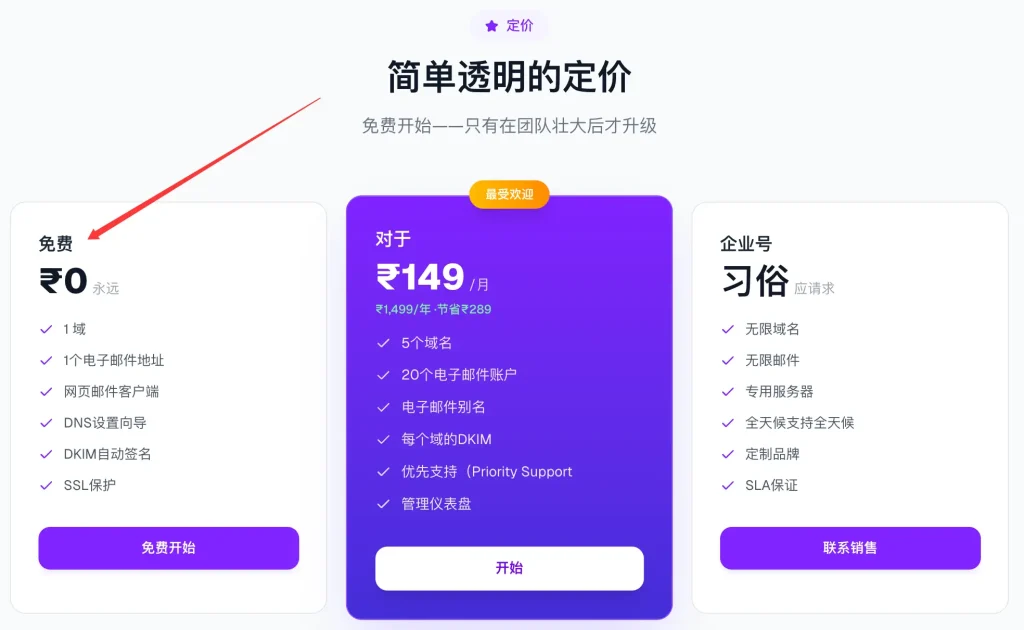 定价
简单透明的定价
免费开始——只有在团队壮大后才升级
免费
₹0 永远
1 域
1个电子邮件地址
网页邮件客户端
DNS设置向导
DKIM自动签名
SSL保护
免费开始
最受欢迎
对于
₹149 /月
₹1,499/年 ·节省₹289
5个域名
20个电子邮件账户
电子邮件别名
每个域的DKIM
优先支持（Priority Support
管理仪表盘
开始
企业号
习俗 应请求
无限域名
无限邮件
专用服务器
全天候支持全天候
定制品牌
SLA保证
联系销售